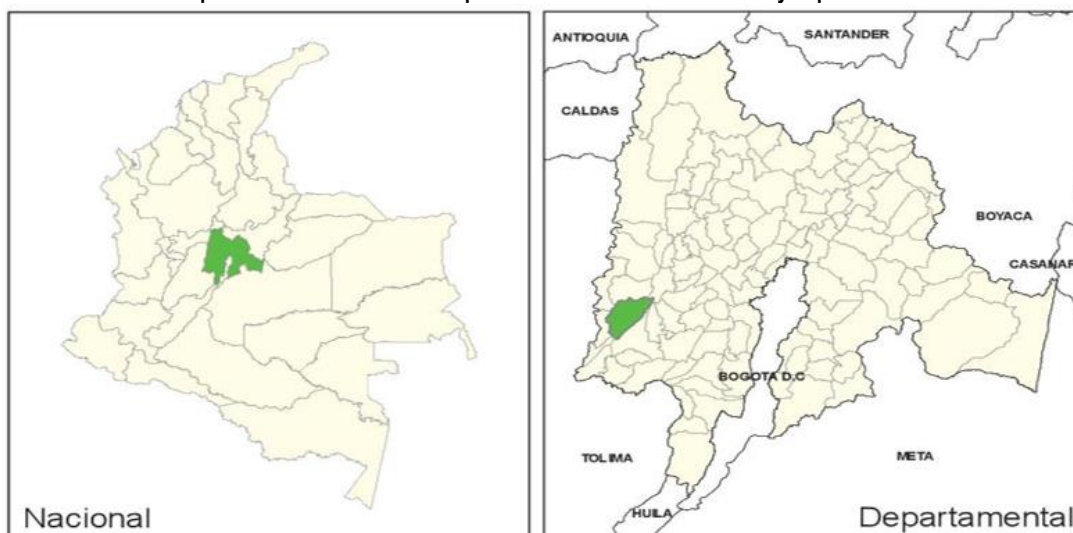 Nacional
ANTIOQUIA
SANTANDER
CALDAS
BOYACA
CASANAR
BOGOTA D.C
TOLIMA
META
HUILA
Departamental